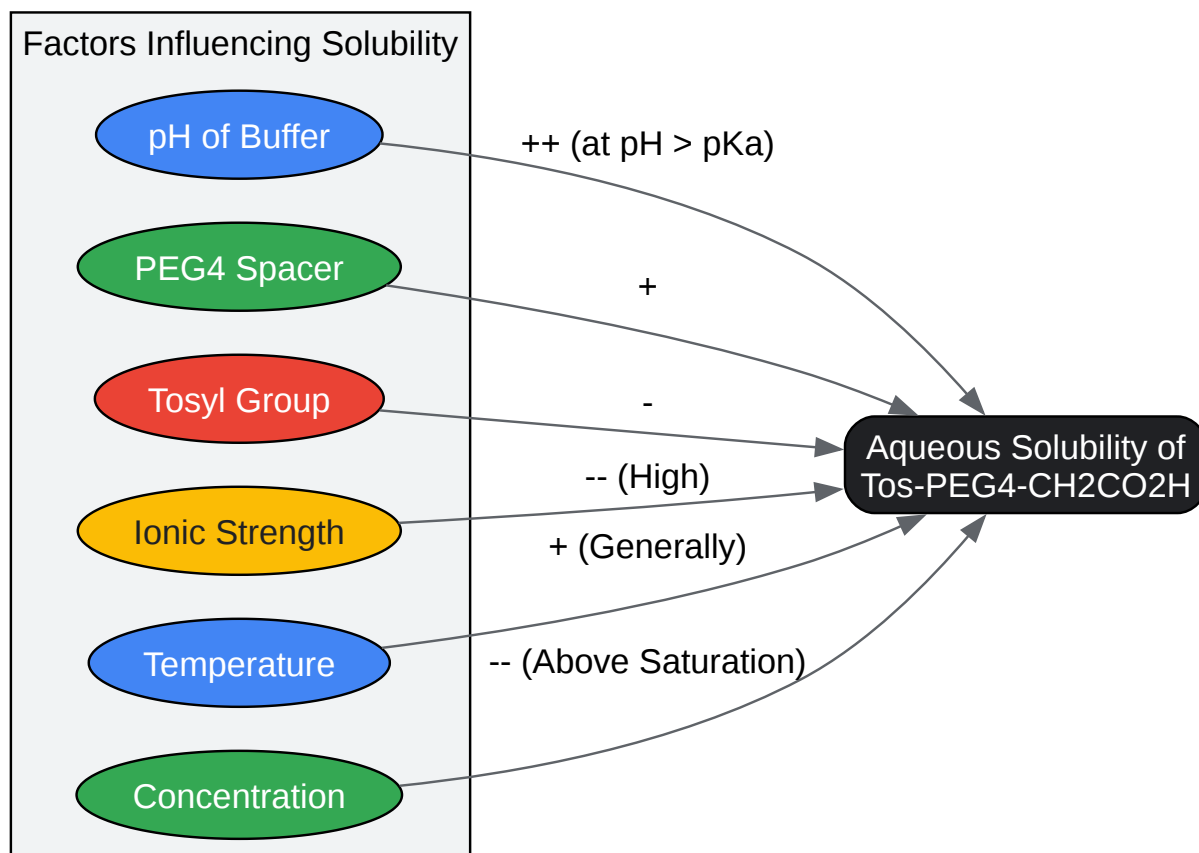 Factors Influencing Solubility
pH of Buffer
++ (at pH > pKa)
PEG4 Spacer
+
Tosyl Group
-
Ionic Strength
-- (High)
Temperature
+ (Generally)
Concentration
-- (Above Saturation)
Aqueous Solubility of
Tos-PEG4-CH2CO2H